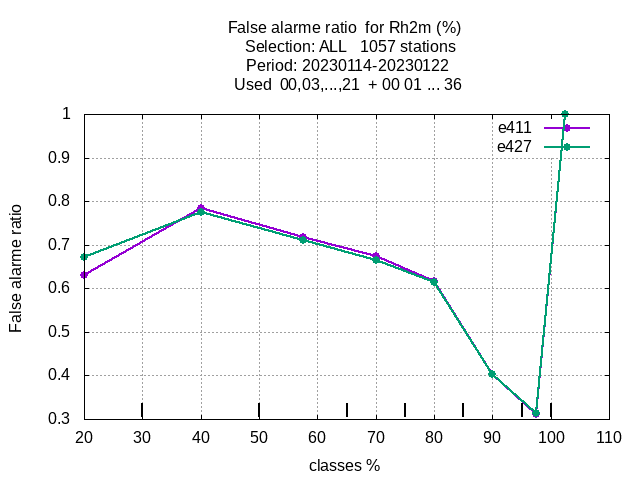 False alarme ratio  for Rh2m (%)
Selection: ALL   1057 stations
Period: 20230114-20230122
Used  00,03,...,21  + 00 01 ... 36
e411
e427
False alarme ratio
1
0.9
0.8
0.7
0.6
0.5
0.4
0.3
20 30 40 50 60 70 80 90 100 110
classes %